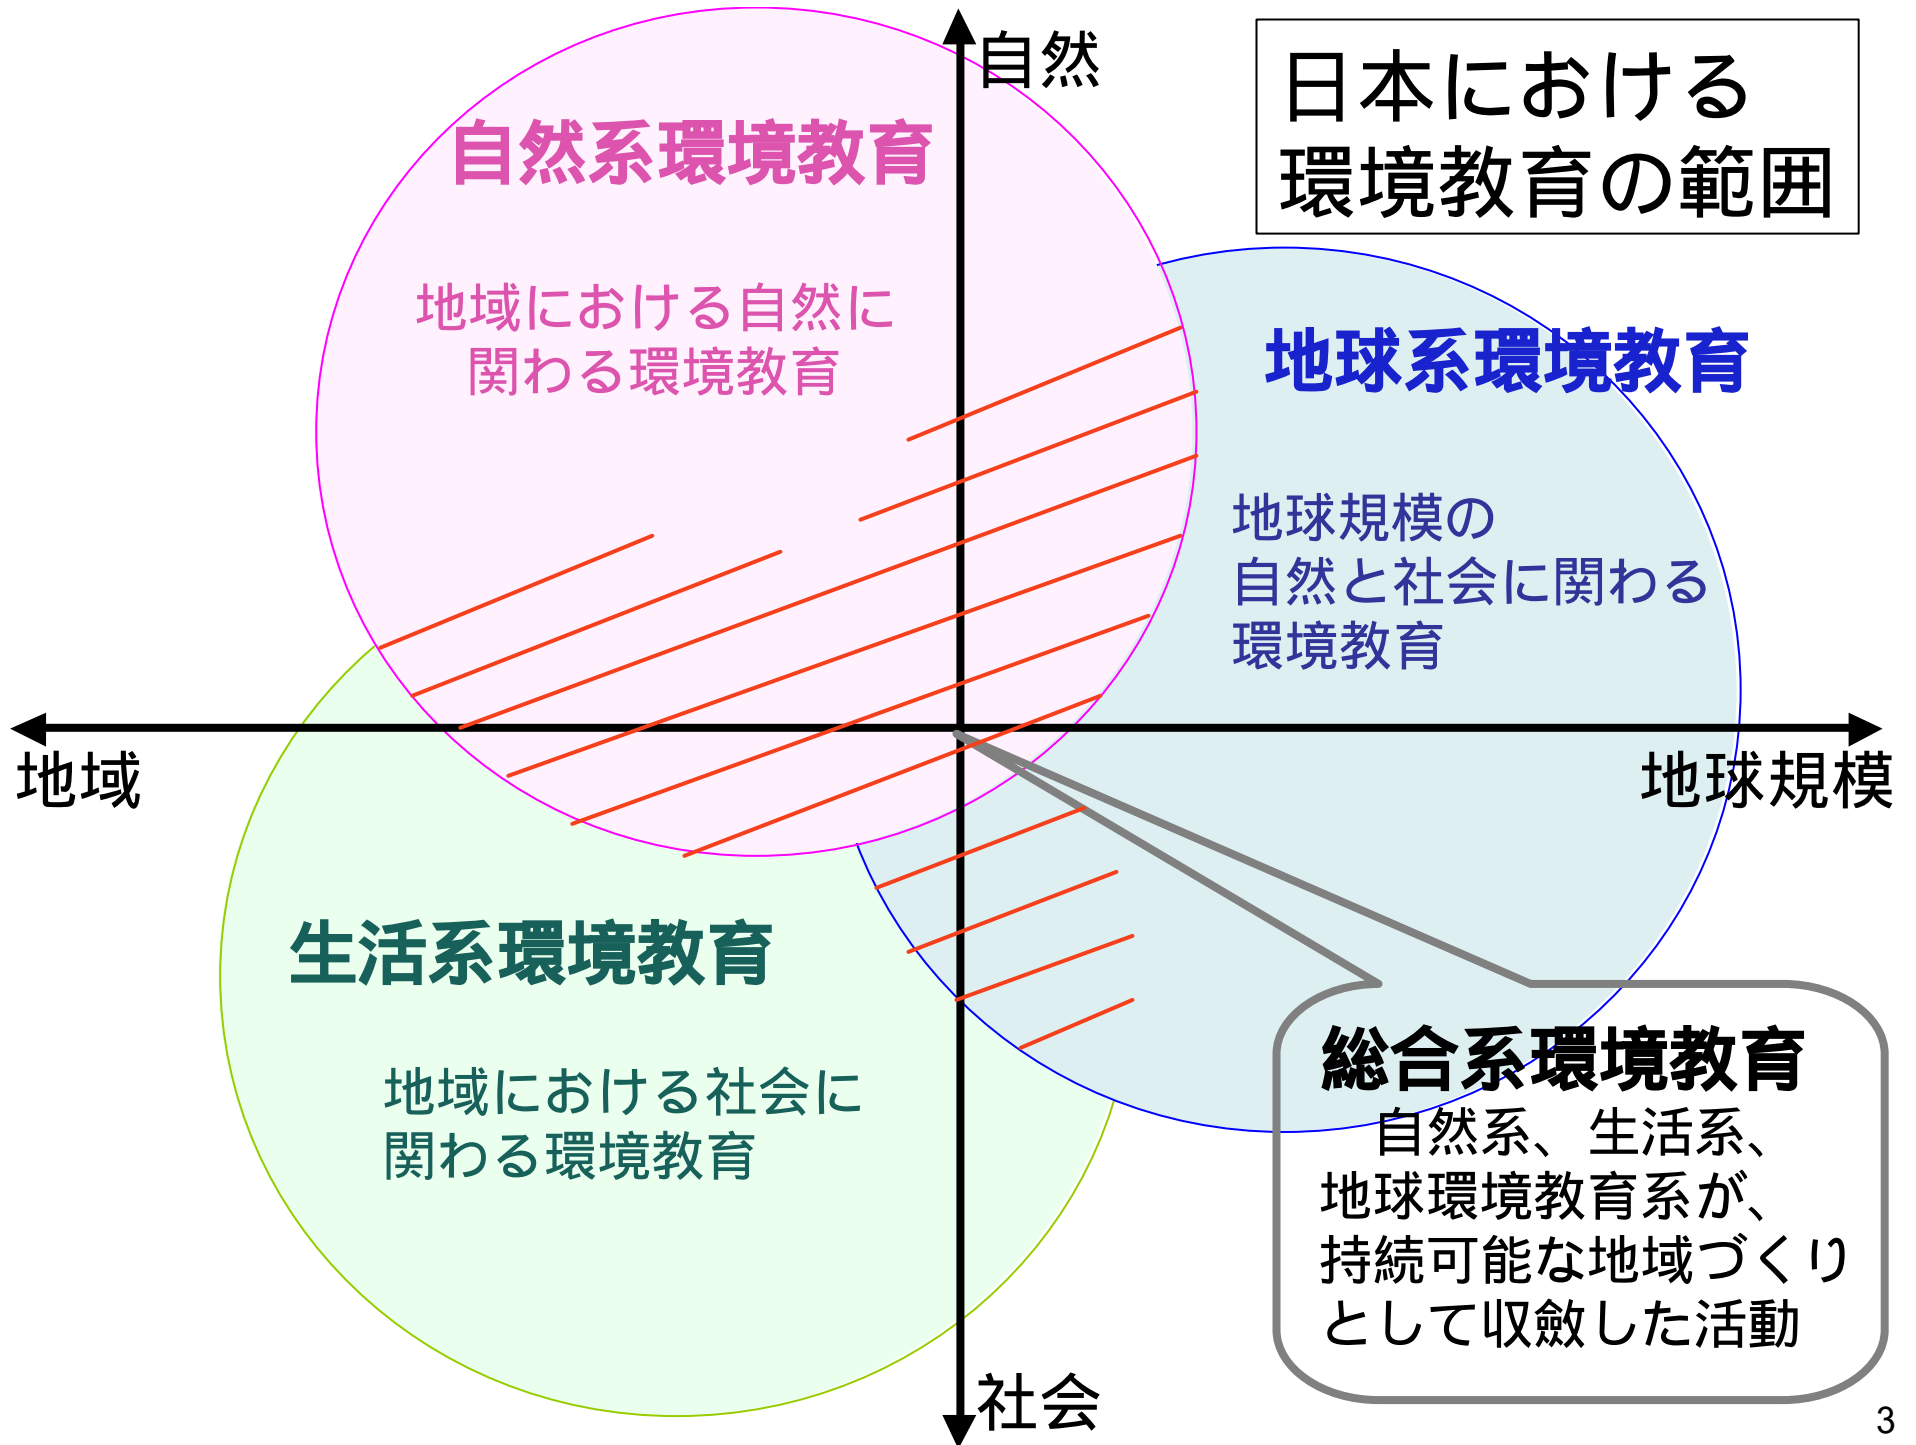 自然
日本における
環境教育の範囲
自然系環境教育
地域における自然に
関わる環境教育
地球系環境教育
地球規模の
自然と社会に関わる
環境教育
地域
地球規模
生活系環境教育
地域における社会に
関わる環境教育
総合系環境教育
自然系、生活系、
地球環境教育系が、
持続可能な地域づくり
として収斂した活動
社会
3